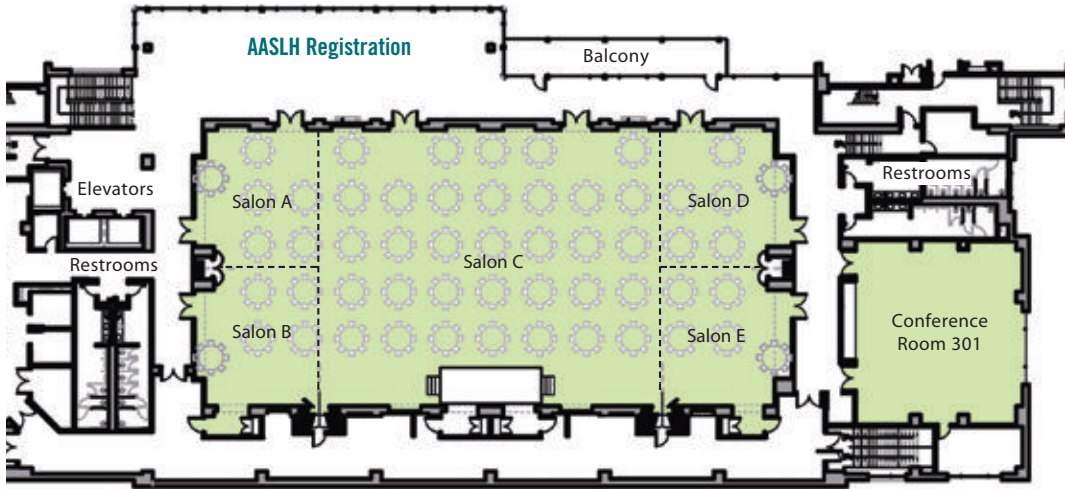 AASLH Registration
Balcony
Elevators
Restrooms
Salon A
Salon D
Restrooms
Salon C
Salon B
Salon E
Conference
Room 301